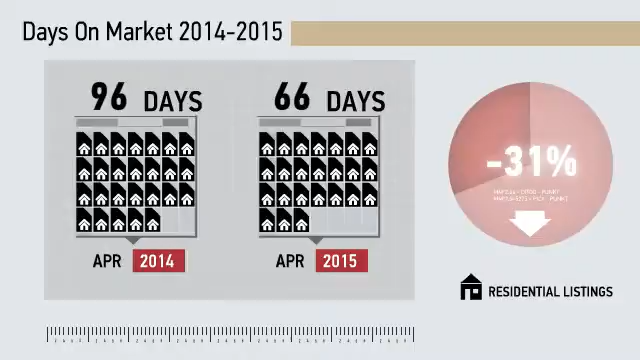 Days On Market 2014-2015
96 DAYS
66 DAYS
-31%
APR 2014
APR 2015
RESIDENTIAL LISTINGS